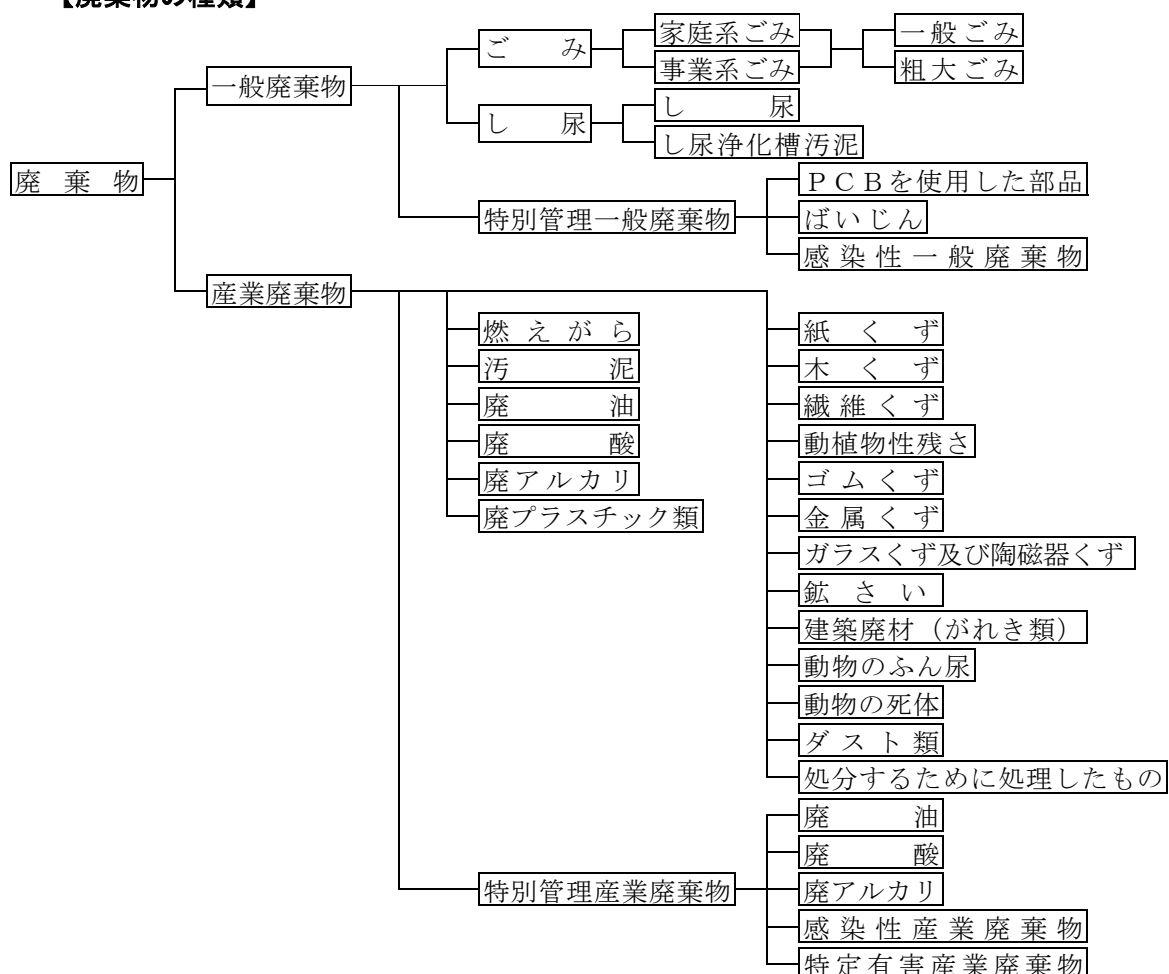 【廃棄物の種類】
ご み
家庭系ごみ
事業系ごみ
一般ごみ
粗大ごみ
一般廃棄物
し 尿
し 尿
し尿浄化槽汚泥
廃棄物
特別管理一般廃棄物
PCBを使用した部品
ばいじん
感染性一般廃棄物
産業廃棄物
燃えがら
汚泥
廃油
廃酸
廃アルカリ
廃プラスチック類
紙くず
木くず
繊維くず
動植物性残さ
ゴムくず
金属くず
ガラスくず及び陶磁器くず
鉱さい
建築廃材(がれき類)
動物のふん尿
動物の死体
ダスト類
処分するために処理したもの
特別管理産業廃棄物
廃油
廃酸
廃アルカリ
感染性産業廃棄物
特定有害産業廃棄物